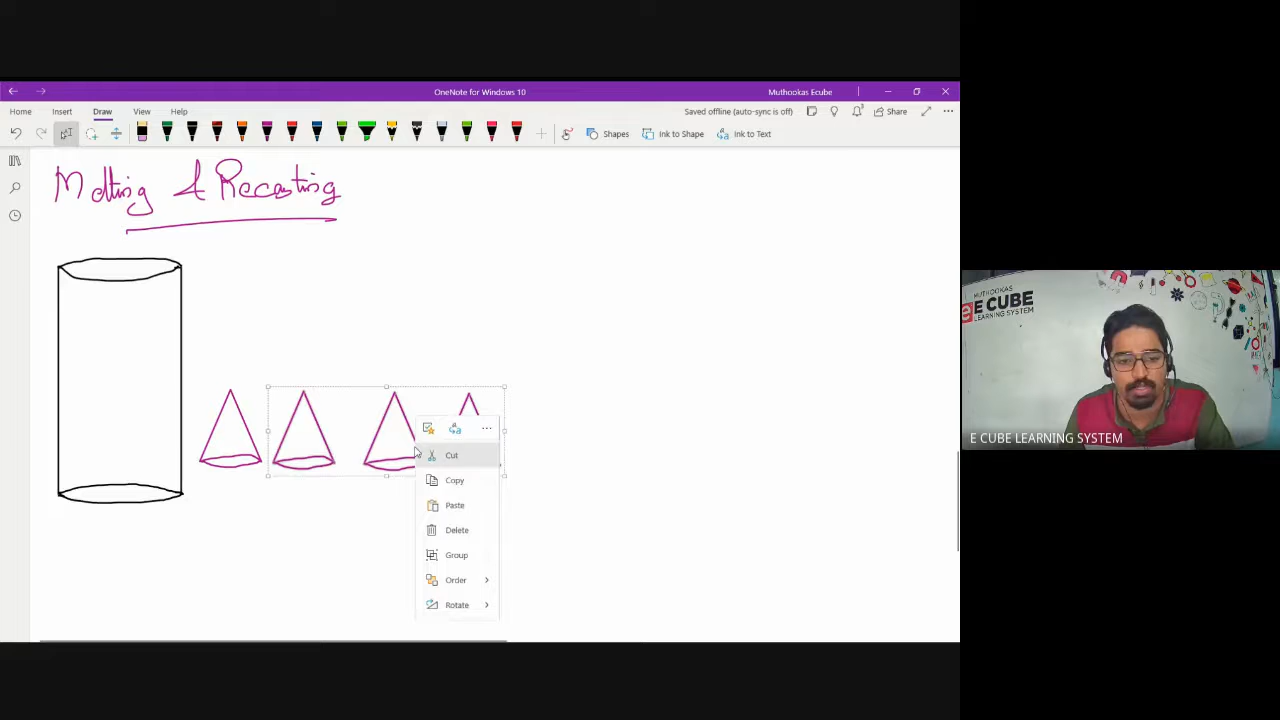 OneNote for Windows 10
Muthookas Ecube
Home Insert Draw View Help
Saved offline (auto-sync is off)
Share
Shapes
Ink to Shape
Ink to Text
Melting & Recasting
Cut
Copy
Paste
Delete
Group
Order
Rotate
MUTHOOKAS
E CUBE
LEARNING SYSTEM
E CUBE LEARNING SYSTEM